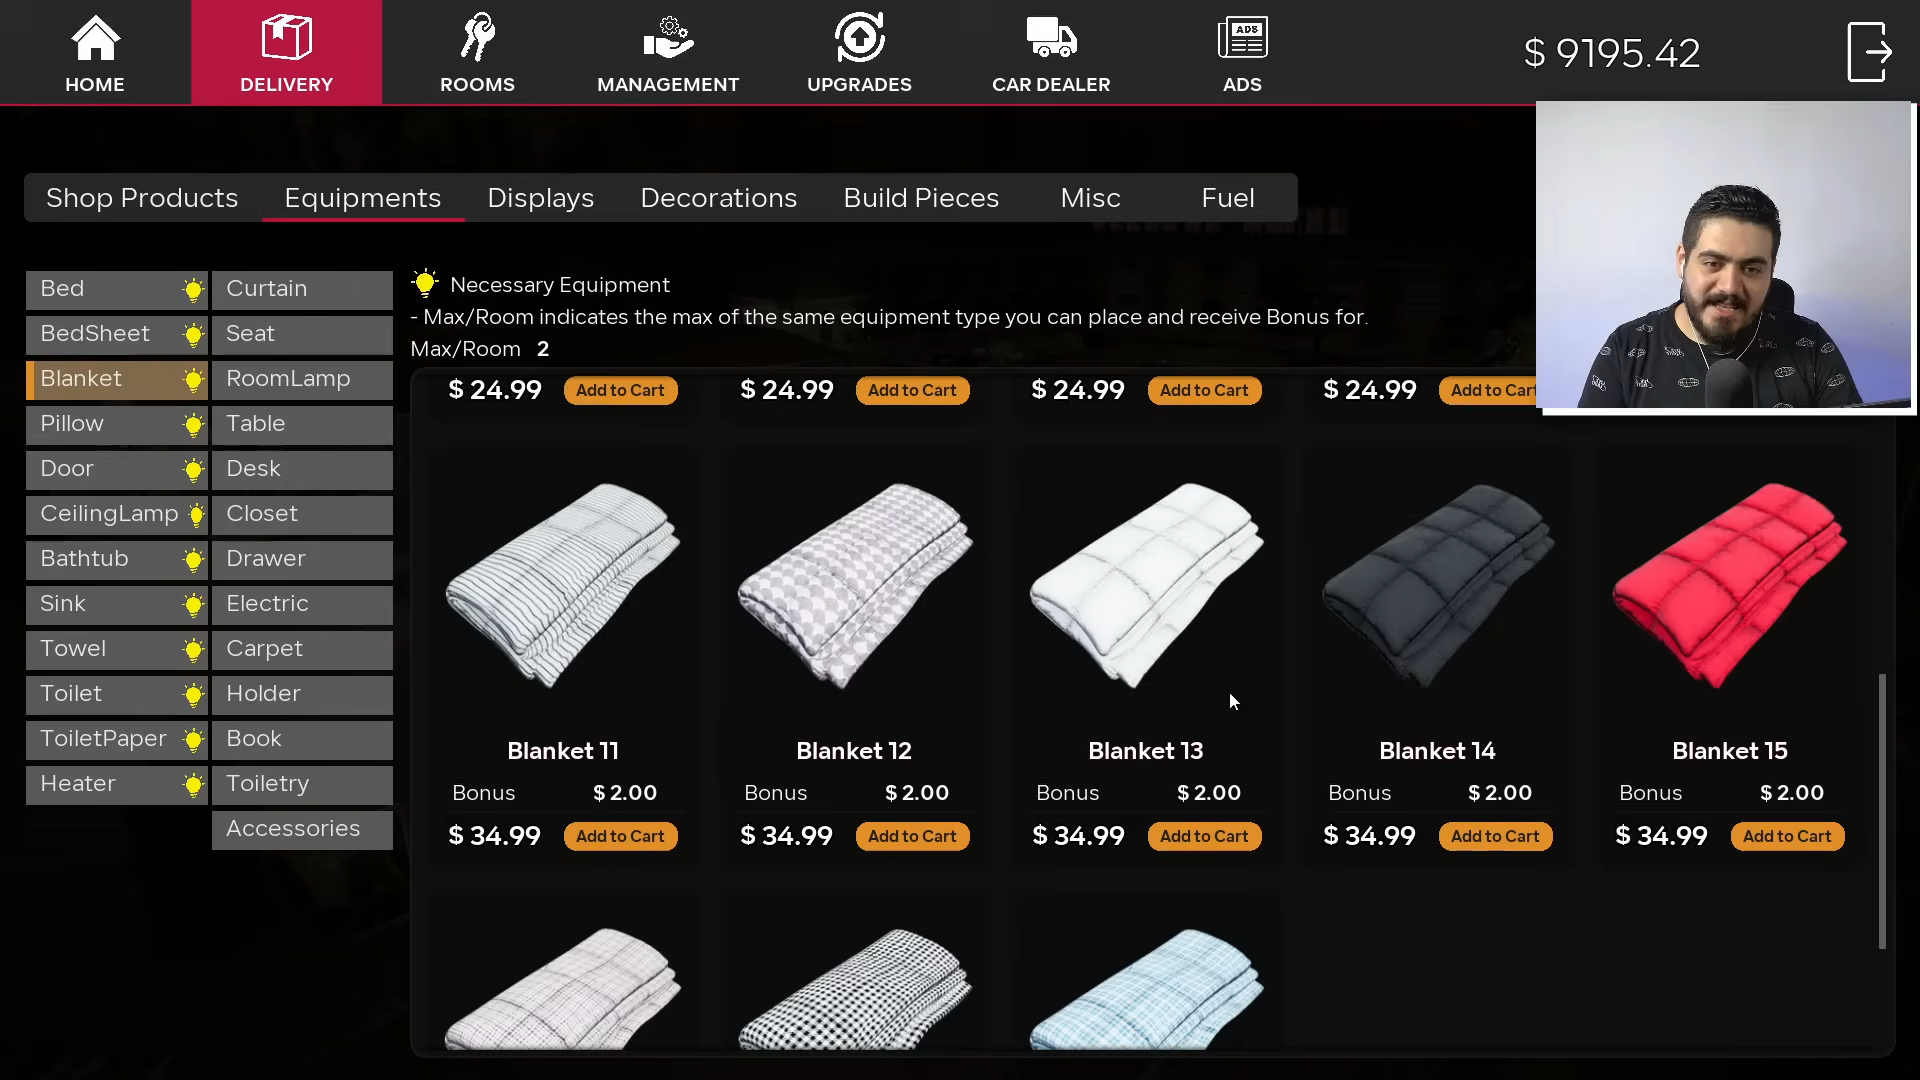 HOME
DELIVERY
ROOMS
MANAGEMENT
UPGRADES
CAR DEALER
ADS
ADS
$ 9195.42
Shop Products
Equipments
Displays
Decorations
Build Pieces
Misc
Fuel
Bed
Curtain
BedSheet
Seat
Blanket
RoomLamp
Pillow
Table
Door
Desk
CeilingLamp
Closet
Bathtub
Drawer
Sink
Electric
Towel
Carpet
Toilet
Holder
ToiletPaper
Book
Heater
Toiletry
Accessories
Necessary Equipment
- Max/Room indicates the max of the same equipment type you can place and receive Bonus for.
Max/Room 2
$ 24.99 Add to Cart
$ 24.99 Add to Cart
$ 24.99 Add to Cart
$ 24.99 Add to Cart
Blanket 11
Bonus $ 2.00
$ 34.99 Add to Cart
Blanket 12
Bonus $ 2.00
$ 34.99 Add to Cart
Blanket 13
Bonus $ 2.00
$ 34.99 Add to Cart
Blanket 14
Bonus $ 2.00
$ 34.99 Add to Cart
Blanket 15
Bonus $ 2.00
$ 34.99 Add to Cart